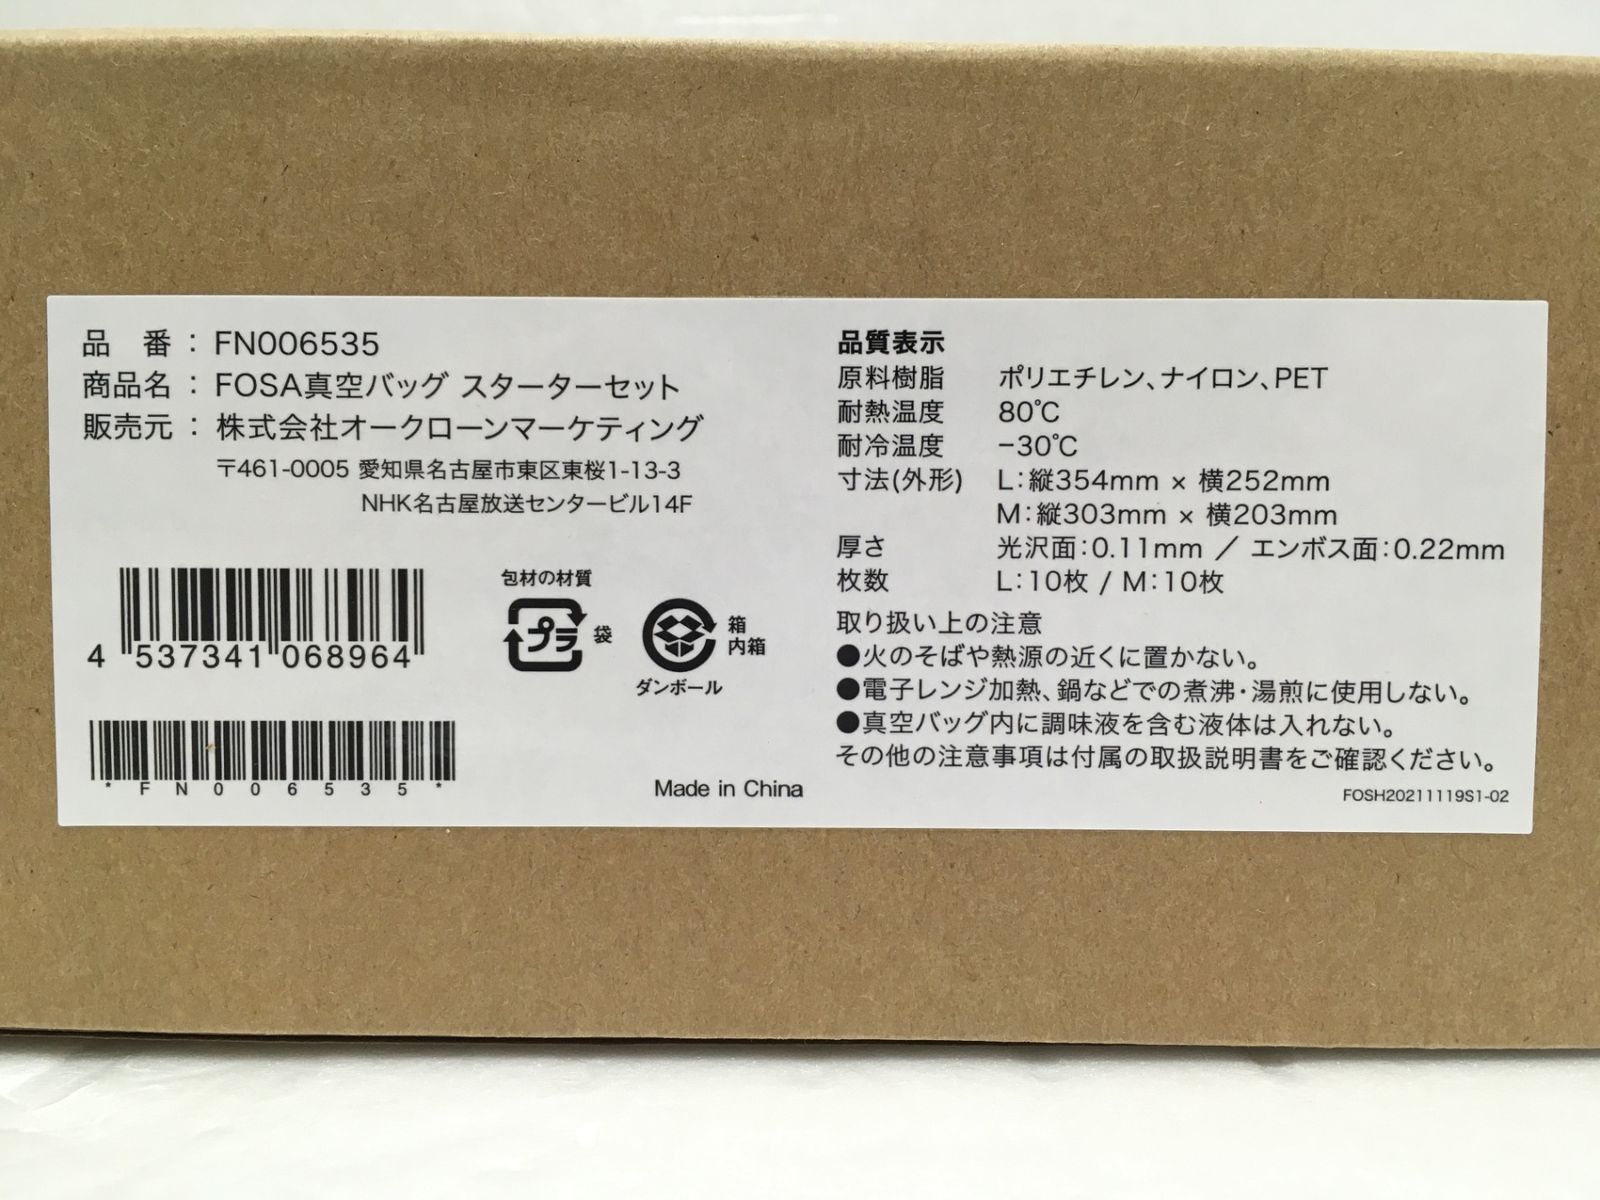 品　番 : FN006535
商品名 : FOSA真空バッグ スターターセット
販売元 : 株式会社オークローンマーケティング
〒461-0005 愛知県名古屋市東区東桜1-13-3
NHK名古屋放送センタービル14F
4 537341 068964
包材の材質
プラ 袋
箱
内箱
ダンボール
*FN006535*
Made in China
品質表示
原料樹脂 ポリエチレン、ナイロン、PET
耐熱温度 80℃
耐冷温度 −30℃
寸法(外形) L：縦354mm × 横252mm
M：縦303mm × 横203mm
厚さ 光沢面：0.11mm ／ エンボス面：0.22mm
枚数 L：10枚 / M：10枚
取り扱い上の注意
●火のそばや熱源の近くに置かない。
●電子レンジ加熱、鍋などでの煮沸・湯煎に使用しない。
●真空バッグ内に調味液を含む液体は入れない。
その他の注意事項は付属の取扱説明書をご確認ください。
FOSH20211119S1-02